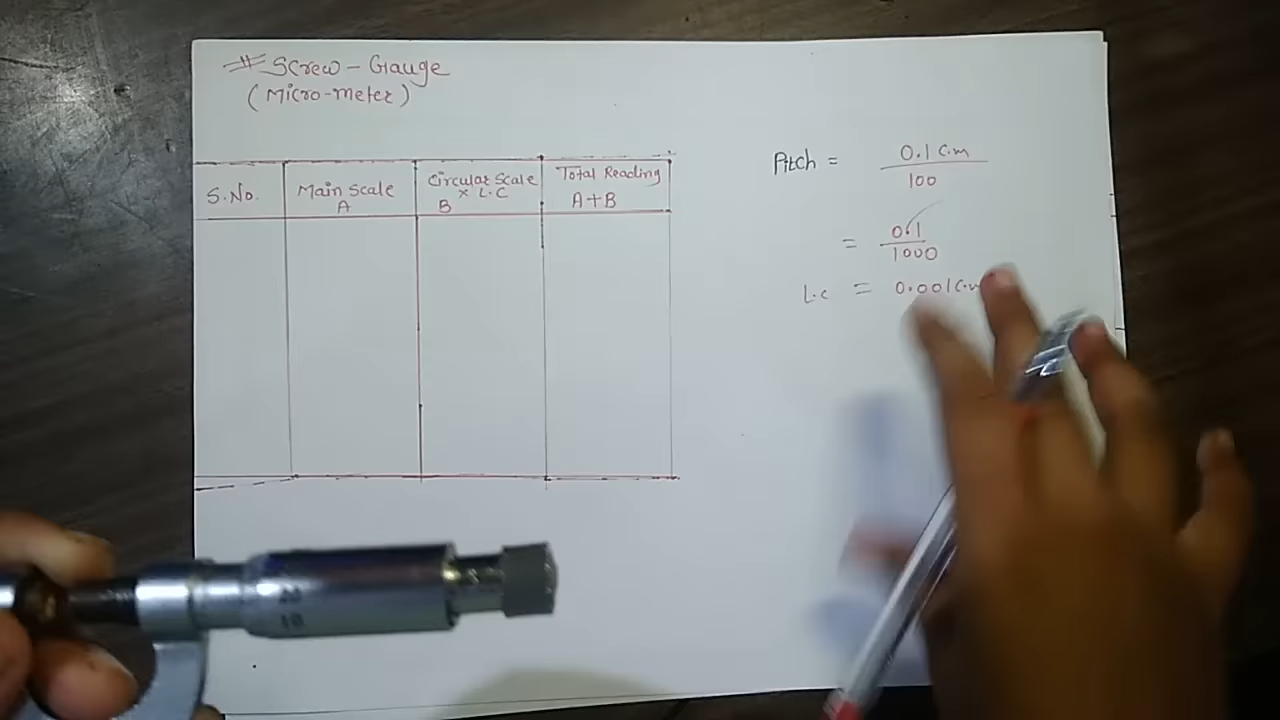 # Screw-Gauge
(Micro-meter)
S.No.
Main Scale
A
Circular Scale
× L.C
B
Total Reading
A+B
Pitch = 0.1 c.m
100
= 0.1
1000
L.c = 0.001 c.m